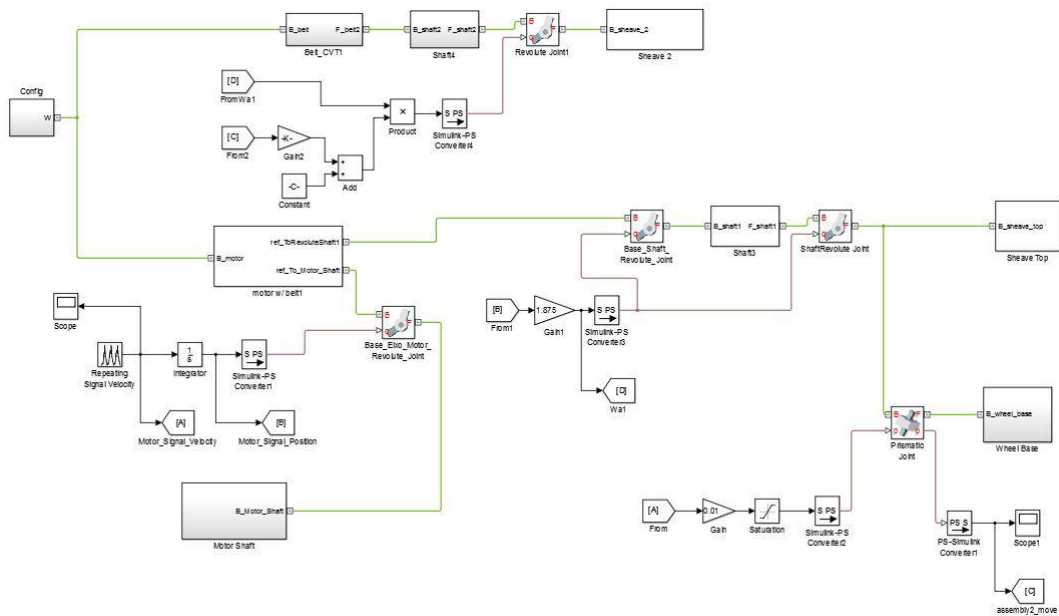 B_belt
F_belt2
Belt_CVT1
B_shaft2
F_shaft2
Shaft4
B
F
q
Revolute Joint1
B_sheave_2
Sheave 2
[D]
FromWa1
Config
W
×
Product
S PS
Simulink-PS
Converter4
[C]
From2
-K-
Gain2
+
+
Add
-C-
Constant
B_motor
ref_ToRevoluteShaft1
ref_To_Motor_Shaft
motor w/ belt1
B
F
q
Base_Shaft_
Revolute_Joint
B_shaft1
F_shaft1
Shaft3
B
F
q
ShaftRevolute Joint
B_sheave_top
Sheave Top
Scope
B
F
q
Base_Eixo_Motor_
Revolute_Joint
[B]
From1
1.875
Gain1
S PS
Simulink-PS
Converter3
[D]
Wa1
Repeating
Signal Velocity
1
s
Integrator
S PS
Simulink-PS
Converter1
[A]
Motor_Signal_Velocity
[B]
Motor_Signal_Position
B
F
p
p
Prismatic
Joint
B_wheel_base
Wheel Base
B_Motor_Shaft
Motor Shaft
[A]
From
0.01
Gain
Saturation
S PS
Simulink-PS
Converter2
PS S
PS-Simulink
Converter1
Scope1
[C]
assembly2_move